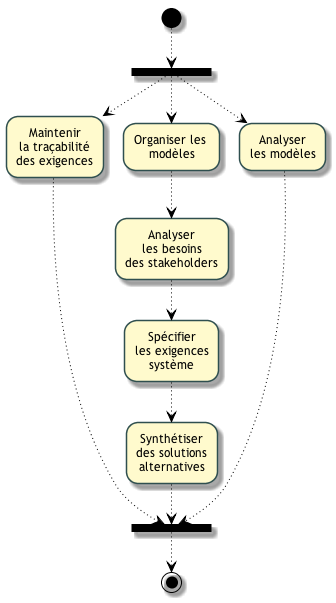 Maintenir
la traçabilité
des exigences
Organiser les
modèles
Analyser
les modèles
Analyser
les besoins
des stakeholders
Spécifier
les exigences
système
Synthétiser
des solutions
alternatives